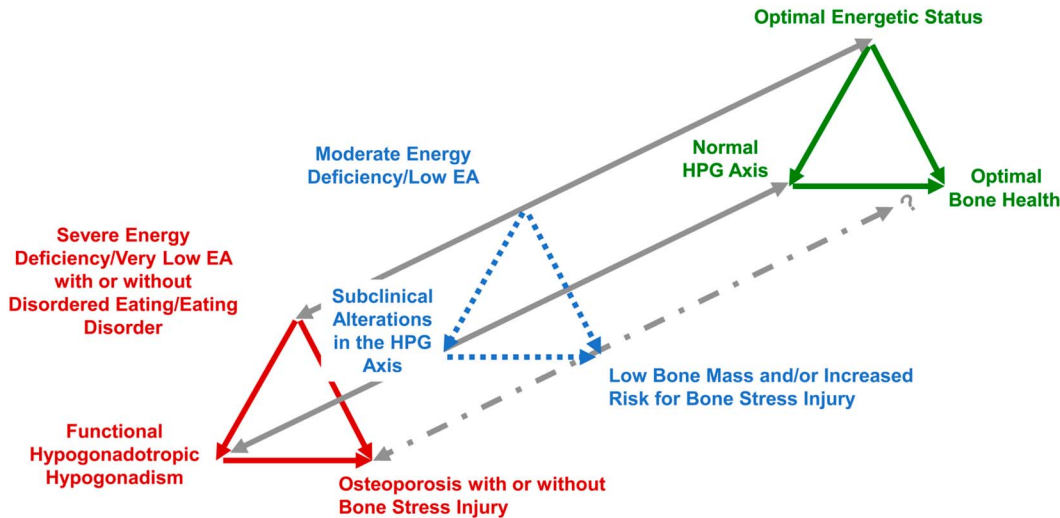 Optimal Energetic Status
Moderate Energy
Deficiency/Low EA
Normal
HPG Axis
Optimal
Bone Health
?
Severe Energy
Deficiency/Very Low EA
with or without
Disordered Eating/Eating
Disorder
Subclinical
Alterations
in the HPG
Axis
Low Bone Mass and/or Increased
Risk for Bone Stress Injury
Functional
Hypogonadotropic
Hypogonadism
Osteoporosis with or without
Bone Stress Injury